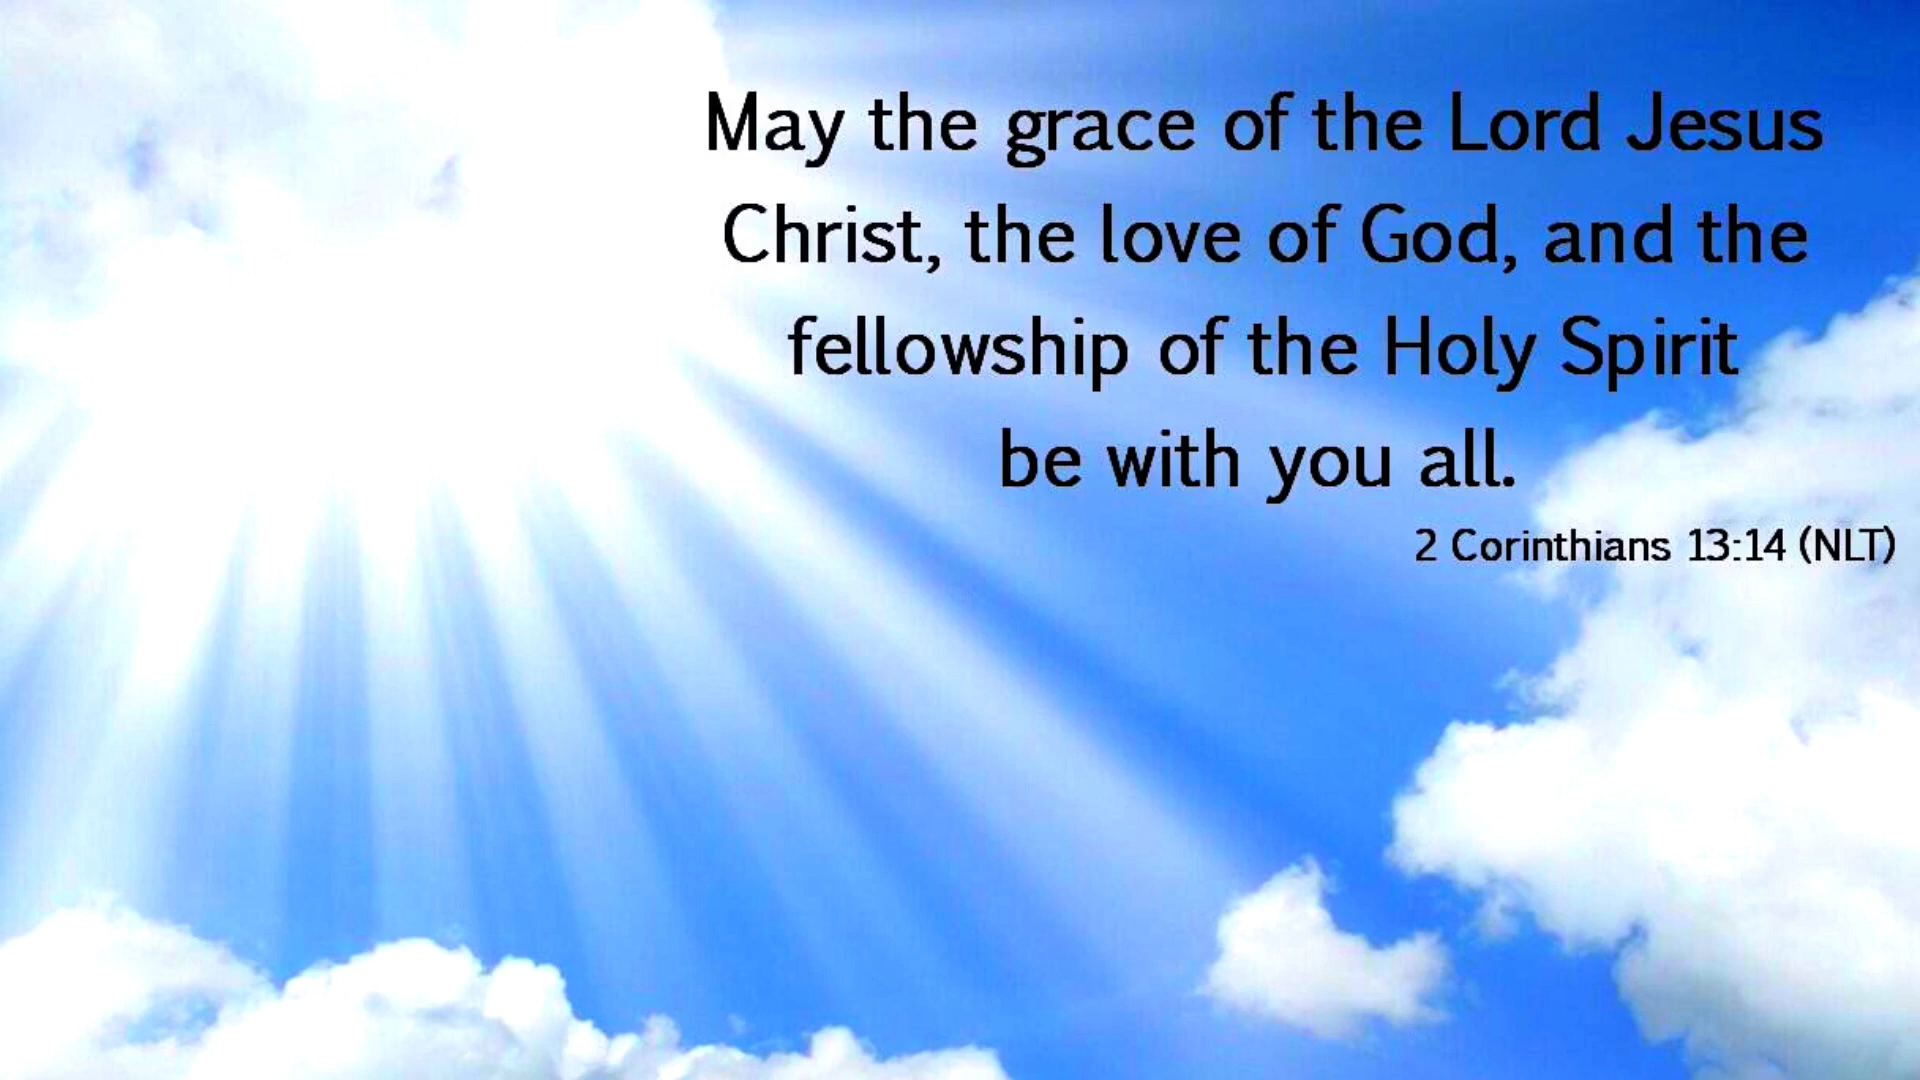 May the grace of the Lord Jesus
Christ, the love of God, and the
fellowship of the Holy Spirit
be with you all.
2 Corinthians 13:14 (NLT)